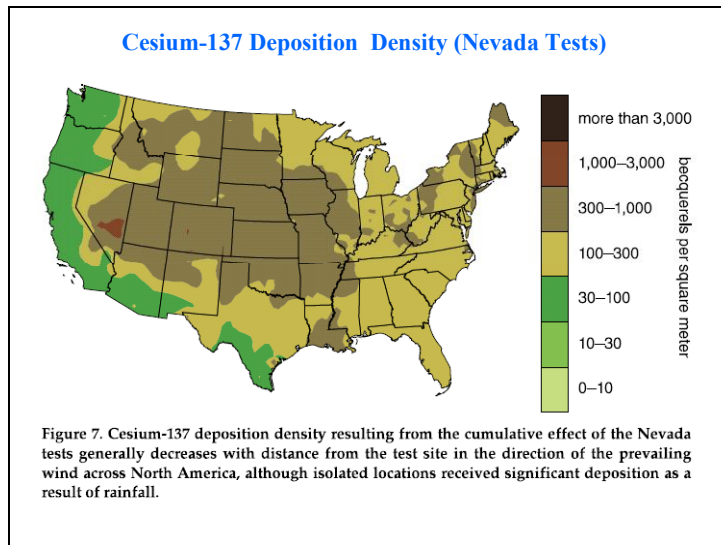 Cesium-137 Deposition Density (Nevada Tests)
more than 3,000
1,000–3,000
300–1,000
100–300
30–100
10–30
0–10
becquerels per square meter
Figure 7. Cesium-137 deposition density resulting from the cumulative effect of the Nevada
tests generally decreases with distance from the test site in the direction of the prevailing
wind across North America, although isolated locations received significant deposition as a
result of rainfall.